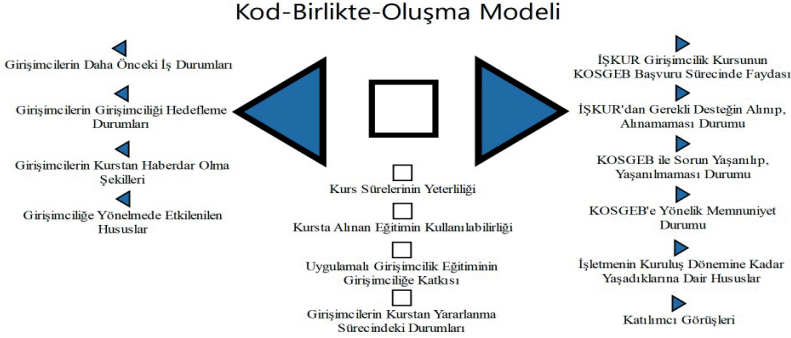 Kod-Birlikte-Oluşma Modeli
Girişimcilerin Daha Önceki İş Durumları
Girişimcilerin Girişimciliği Hedefleme
Durumları
Girişimcilerin Kurstan Haberdar Olma
Şekilleri
Girişimciliğe Yönelmede Etkilenilen
Hususlar
Kurs Sürelerinin Yeterliliği
Kursta Alınan Eğitimin Kullanılabilirliği
Uygulamalı Girişimcilik Eğitiminin
Girişimciliğe Katkısı
Girişimcilerin Kurstan Yararlanma
Sürecindeki Durumları
İŞKUR Girişimcilik Kursunun
KOSGEB Başvuru Sürecinde Faydası
İŞKUR'dan Gerekli Desteğin Alınıp,
Alınamaması Durumu
KOSGEB ile Sorun Yaşanılıp,
Yaşanılmaması Durumu
KOSGEB'e Yönelik Memnuniyet
Durumu
İşletmenin Kuruluş Dönemine Kadar
Yaşadıklarına Dair Hususlar
Katılımcı Görüşleri